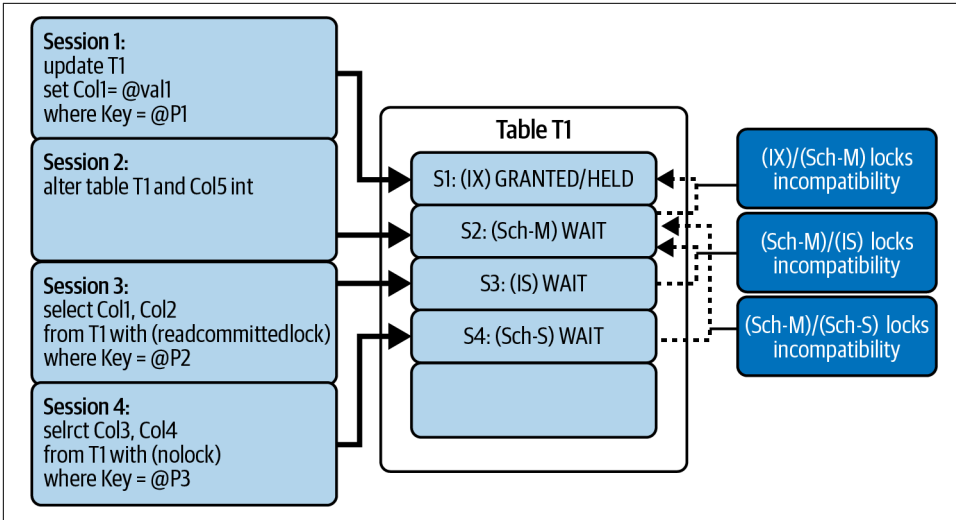 Session 1:
update T1
set Col1= @val1
where Key = @P1
Session 2:
alter table T1 and Col5 int
Session 3:
select Col1, Col2
from T1 with (readcommittedlock)
where Key = @P2
Session 4:
selrct Col3, Col4
from T1 with (nolock)
where Key = @P3
Table T1
S1: (IX) GRANTED/HELD
S2: (Sch-M) WAIT
S3: (IS) WAIT
S4: (Sch-S) WAIT
(IX)/(Sch-M) locks
incompatibility
(Sch-M)/(IS) locks
incompatibility
(Sch-M)/(Sch-S) locks
incompatibility